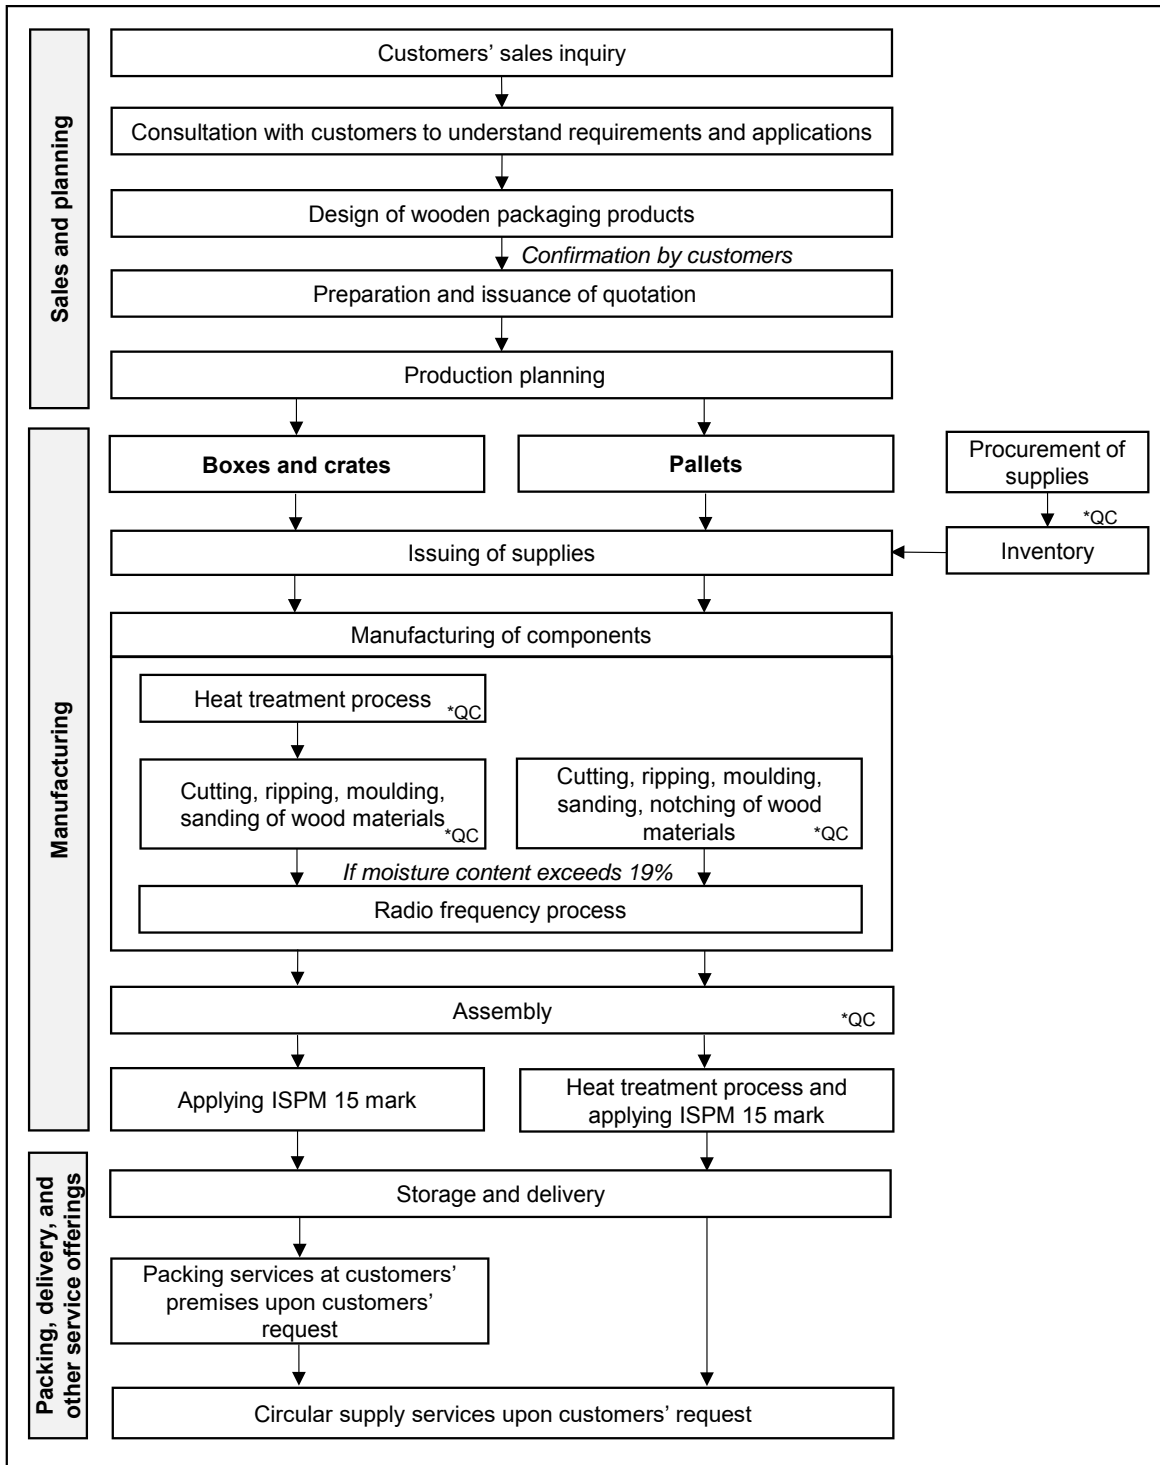 Sales and planning
Customers’ sales inquiry
Consultation with customers to understand requirements and applications
Design of wooden packaging products
Confirmation by customers
Preparation and issuance of quotation
Production planning
Manufacturing
Boxes and crates
Pallets
Procurement of
supplies
*QC
Issuing of supplies
Inventory
Manufacturing of components
Heat treatment process
*QC
Cutting, ripping, moulding,
sanding of wood materials
*QC
Cutting, ripping, moulding,
sanding, notching of wood
materials
*QC
If moisture content exceeds 19%
Radio frequency process
Assembly
*QC
Applying ISPM 15 mark
Heat treatment process and
applying ISPM 15 mark
Packing, delivery, and
other service offerings
Storage and delivery
Packing services at customers’
premises upon customers’
request
Circular supply services upon customers’ request